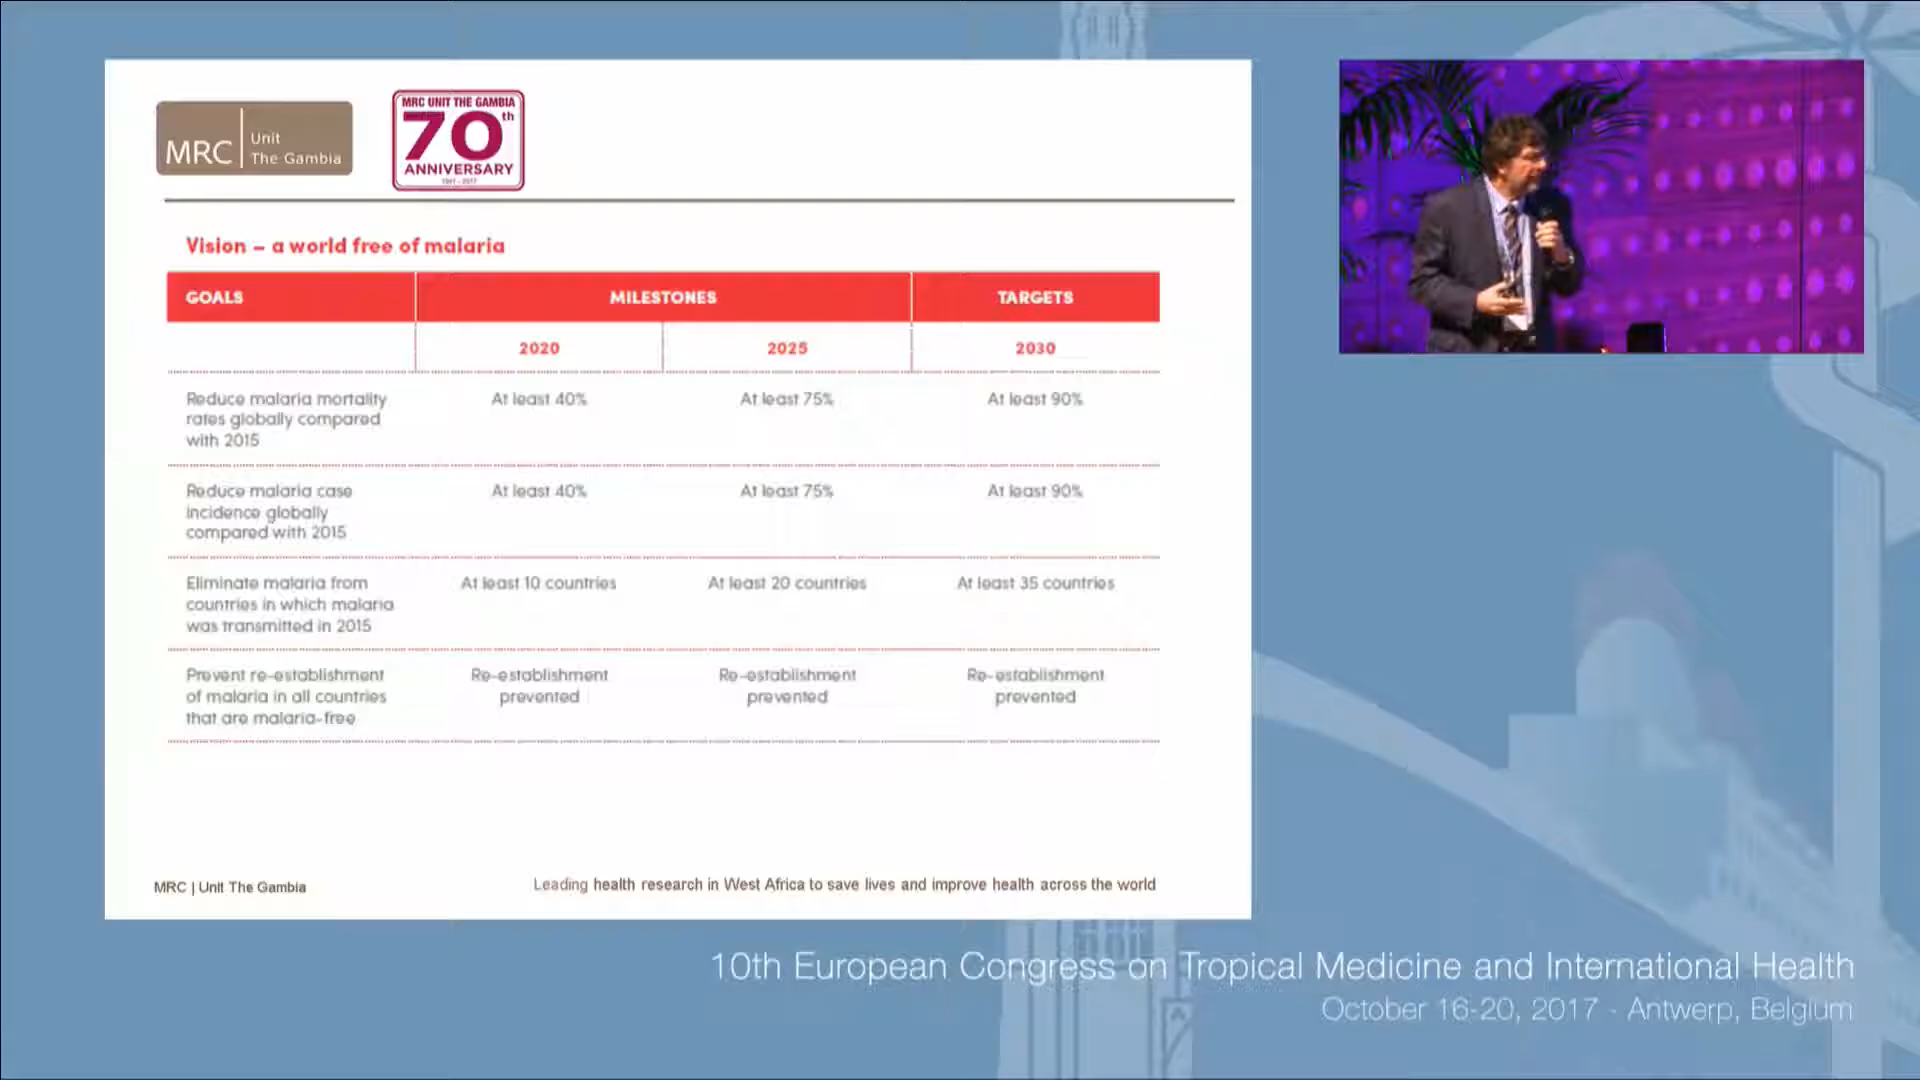 MRC Unit
The Gambia
MRC UNIT THE GAMBIA
70th
ANNIVERSARY
1947 - 2017
Vision – a world free of malaria
GOALS MILESTONES TARGETS
2020 2025 2030
Reduce malaria mortality At least 40% At least 75% At least 90%
rates globally compared
with 2015
Reduce malaria case At least 40% At least 75% At least 90%
incidence globally
compared with 2015
Eliminate malaria from At least 10 countries At least 20 countries At least 35 countries
countries in which malaria
was transmitted in 2015
Prevent re-establishment Re-establishment Re-establishment Re-establishment
of malaria in all countries prevented prevented prevented
that are malaria-free
MRC | Unit The Gambia Leading health research in West Africa to save lives and improve health across the world
10th European Congress on Tropical Medicine and International Health
October 16-20, 2017 - Antwerp, Belgium